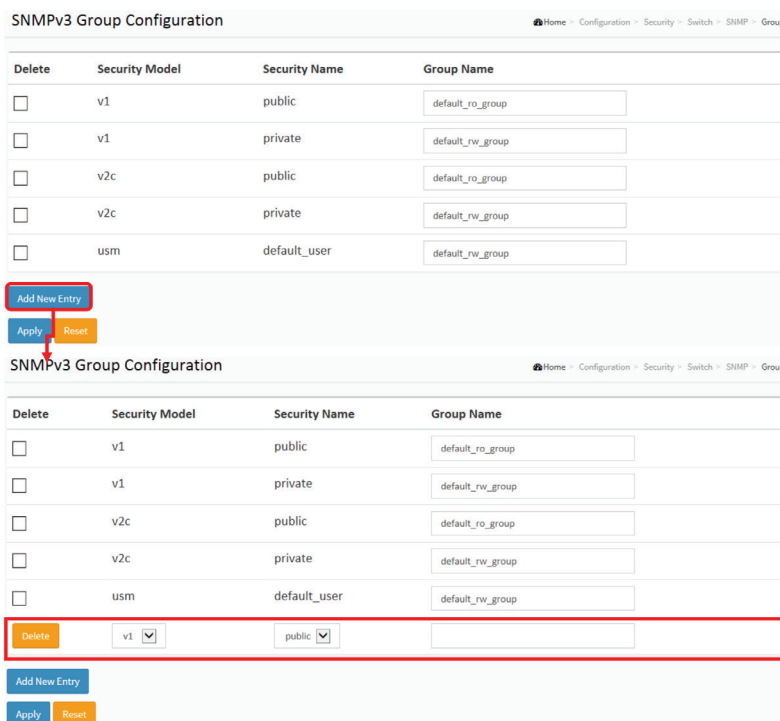 SNMPv3 Group Configuration
Home > Configuration > Security > Switch > SNMP > Grou
Delete Security Model Security Name Group Name
v1 public default_ro_group
v1 private default_rw_group
v2c public default_ro_group
v2c private default_rw_group
usm default_user default_rw_group
Add New Entry
Apply Reset
SNMPv3 Group Configuration
Home > Configuration > Security > Switch > SNMP > Grou
Delete Security Model Security Name Group Name
v1 public default_ro_group
v1 private default_rw_group
v2c public default_ro_group
v2c private default_rw_group
usm default_user default_rw_group
Delete v1 public
Add New Entry
Apply Reset